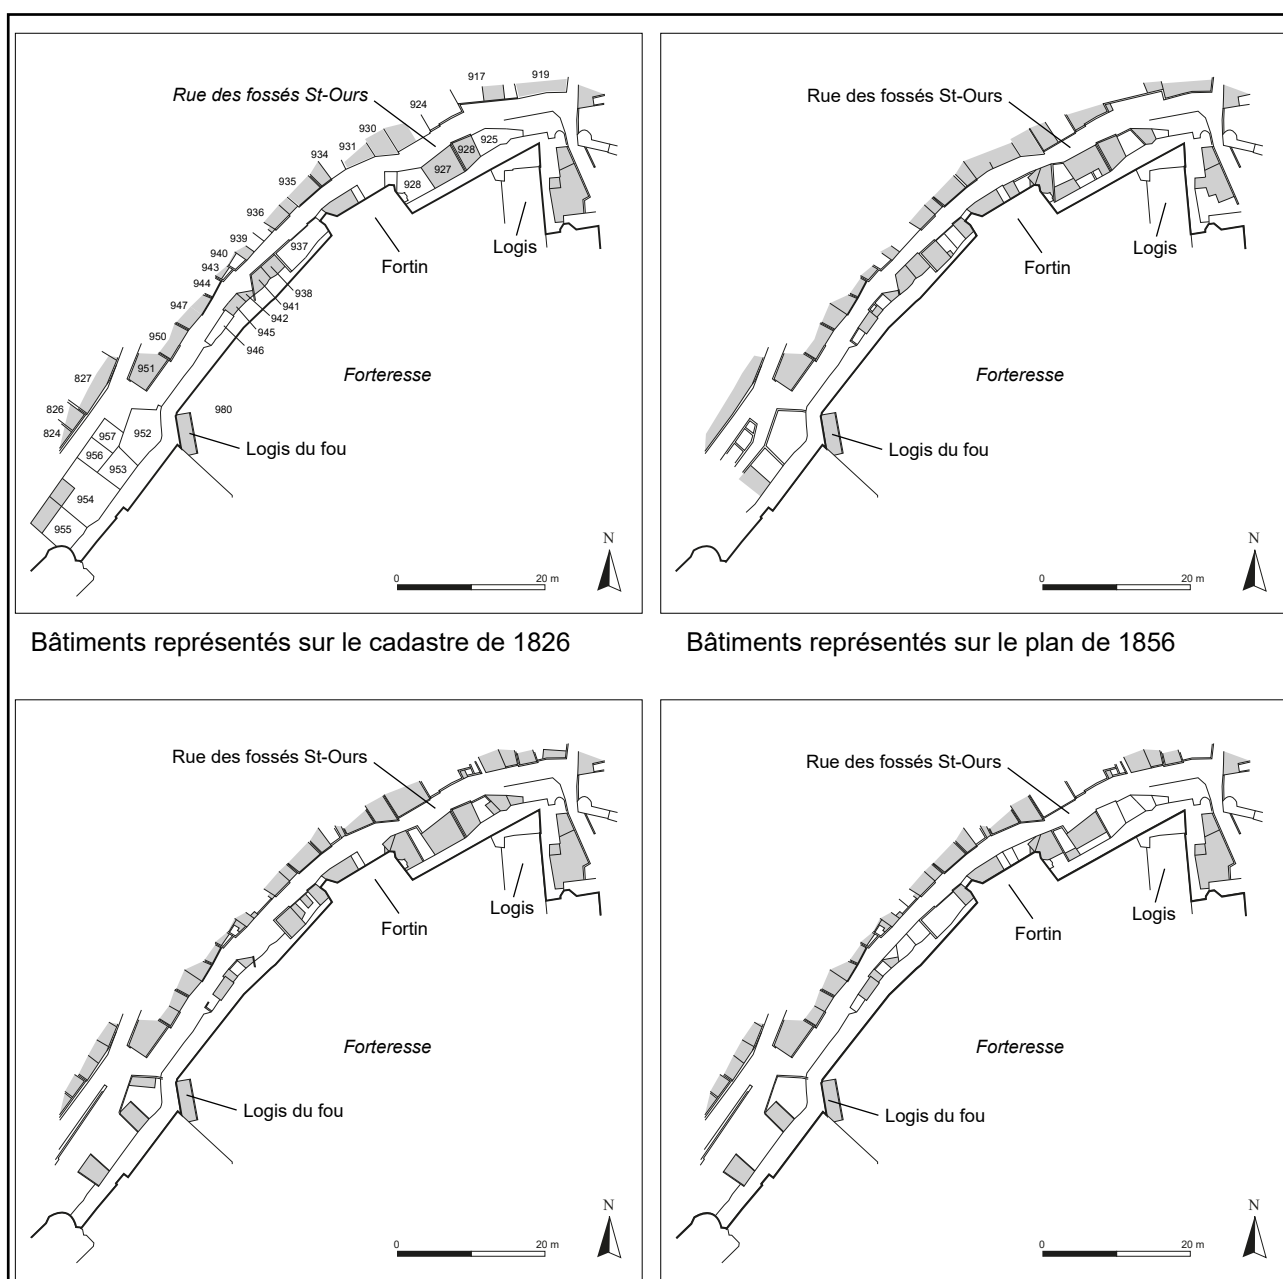 917
919
Rue des fossés St-Ours
924
930
925
931
928
934
927
935
928
936
Logis
939
937
940
Fortin
943
944
938
941
947
942
945
950
946
951
827
Forteresse
826
980
824
957
952
Logis du fou
956
953
954
955
N
0
20 m
Bâtiments représentés sur le cadastre de 1826
Rue des fossés St-Ours
Logis
Fortin
Forteresse
Logis du fou
N
0
20 m
Bâtiments représentés sur le plan de 1856
Rue des fossés St-Ours
Logis
Fortin
Forteresse
Logis du fou
N
0
20 m
Rue des fossés St-Ours
Logis
Fortin
Forteresse
Logis du fou
N
0
20 m